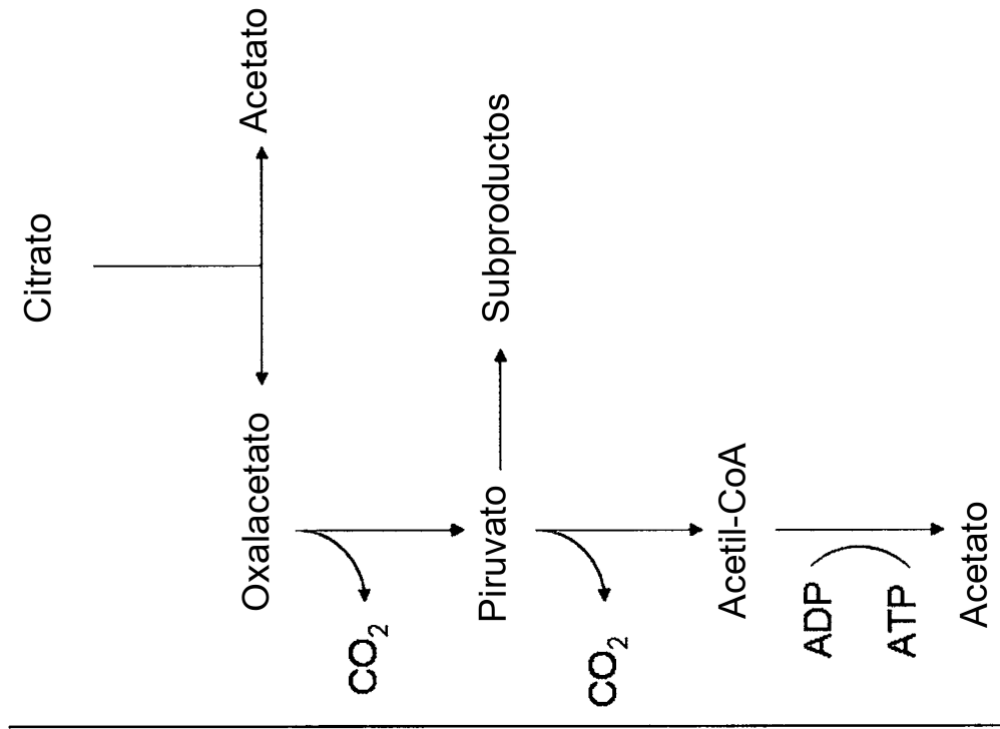 Citrato
Oxalacetato
Acetato
CO₂
Piruvato
Subproductos
CO₂
Acetil-CoA
ADP
ATP
Acetato